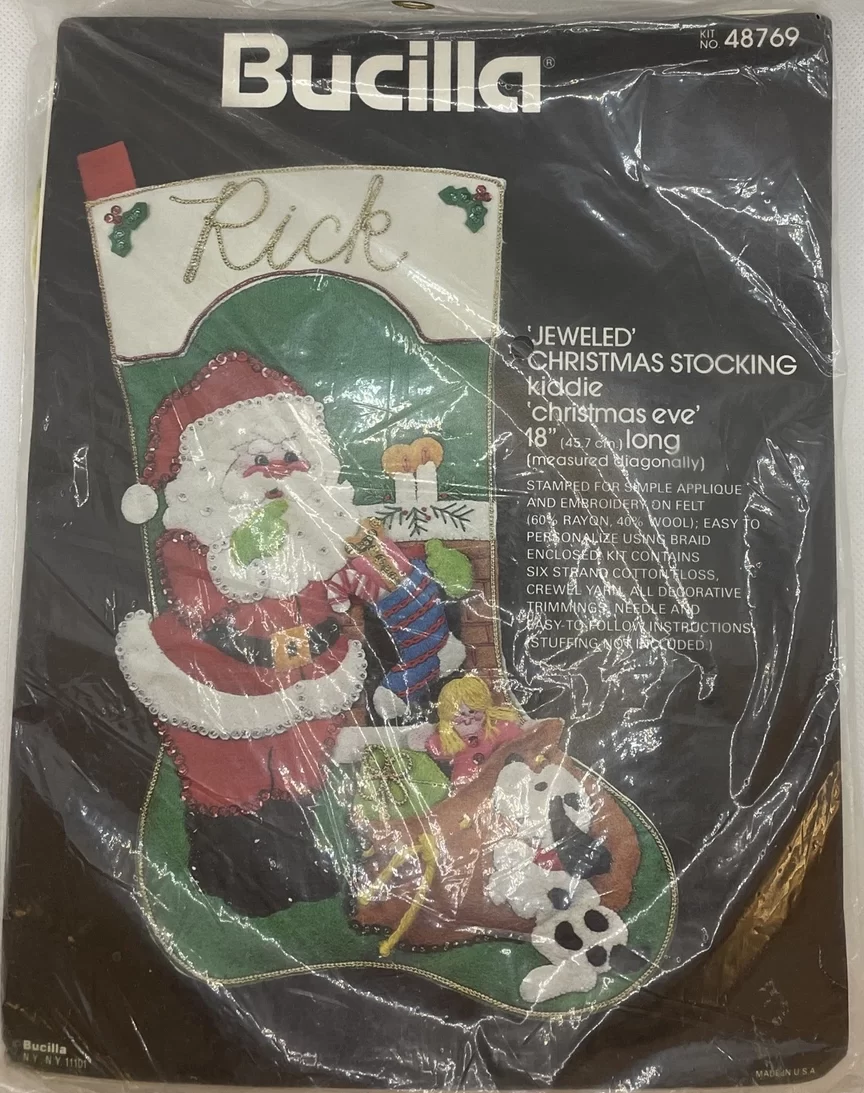 Bucilla®
KIT NO 48769
Rick
'JEWELED'
CHRISTMAS STOCKING
kiddie
'christmas eve'
18" (45.7 cm) long
(measured diagonally)
STAMPED FOR SIMPLE APPLIQUE
AND EMBROIDERY ON FELT
(60% RAYON, 40% WOOL); EASY TO
PERSONALIZE USING BRAID
ENCLOSED. KIT CONTAINS
SIX STRAND COTTON FLOSS,
CREWEL YARN, ALL DECORATIVE
TRIMMINGS, NEEDLE AND
EASY-TO-FOLLOW INSTRUCTIONS.
(STUFFING NOT INCLUDED.)
Bucilla
N.Y. N.Y. 11101
MADE IN U.S.A.